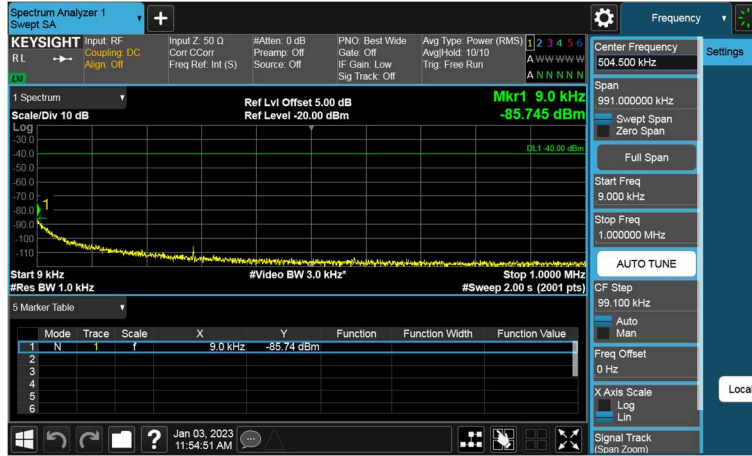 Spectrum Analyzer 1
Swept SA
+
Frequency
KEYSIGHT
RL
LXI
Input: RF
Coupling: DC
Align: Off
Input Z: 50 Ω
Corr CCorr
Freq Ref: Int (S)
#Atten: 0 dB
Preamp: Off
Source: Off
PNO: Best Wide
Gate: Off
IF Gain: Low
Sig Track: Off
Avg Type: Power (RMS)
Avg|Hold: 10/10
Trig: Free Run
1 2 3 4 5 6
A W W W W W
A N N N N N
1 Spectrum
Scale/Div 10 dB
Ref Lvl Offset 5.00 dB
Ref Level -20.00 dBm
Mkr1 9.0 kHz
-85.745 dBm
Log
-30.0
-40.0
-50.0
-60.0
-70.0
-80.0
-90.0
-100
-110
DL1 -40.00 dBm
1
Start 9 kHz
#Res BW 1.0 kHz
#Video BW 3.0 kHz*
Stop 1.0000 MHz
#Sweep 2.00 s (2001 pts)
5 Marker Table
Mode Trace Scale X Y Function Function Width Function Value
1 N 1 f 9.0 kHz -85.74 dBm
2
3
4
5
6
Jan 03, 2023
11:54:51 AM
?
Center Frequency
504.500 kHz
Settings
Span
991.000000 kHz
Swept Span
Zero Span
Full Span
Start Freq
9.000 kHz
Stop Freq
1.000000 MHz
AUTO TUNE
CF Step
99.100 kHz
Auto
Man
Freq Offset
0 Hz
X Axis Scale
Log
Lin
Local
Signal Track
(Span Zoom)